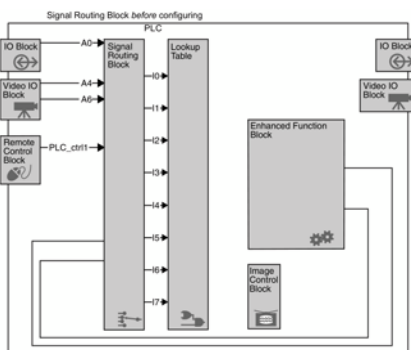 Signal Routing Block before configuring
PLC
IO Block
A0
Signal
Routing
Block
Lookup
Table
IO Block
Video IO
Block
A4
A6
I0
I1
Video IO
Block
Remote
Control
Block
PLC_ctrl1
I2
I3
I4
I5
I6
I7
Enhanced Function
Block
Image
Control
Block